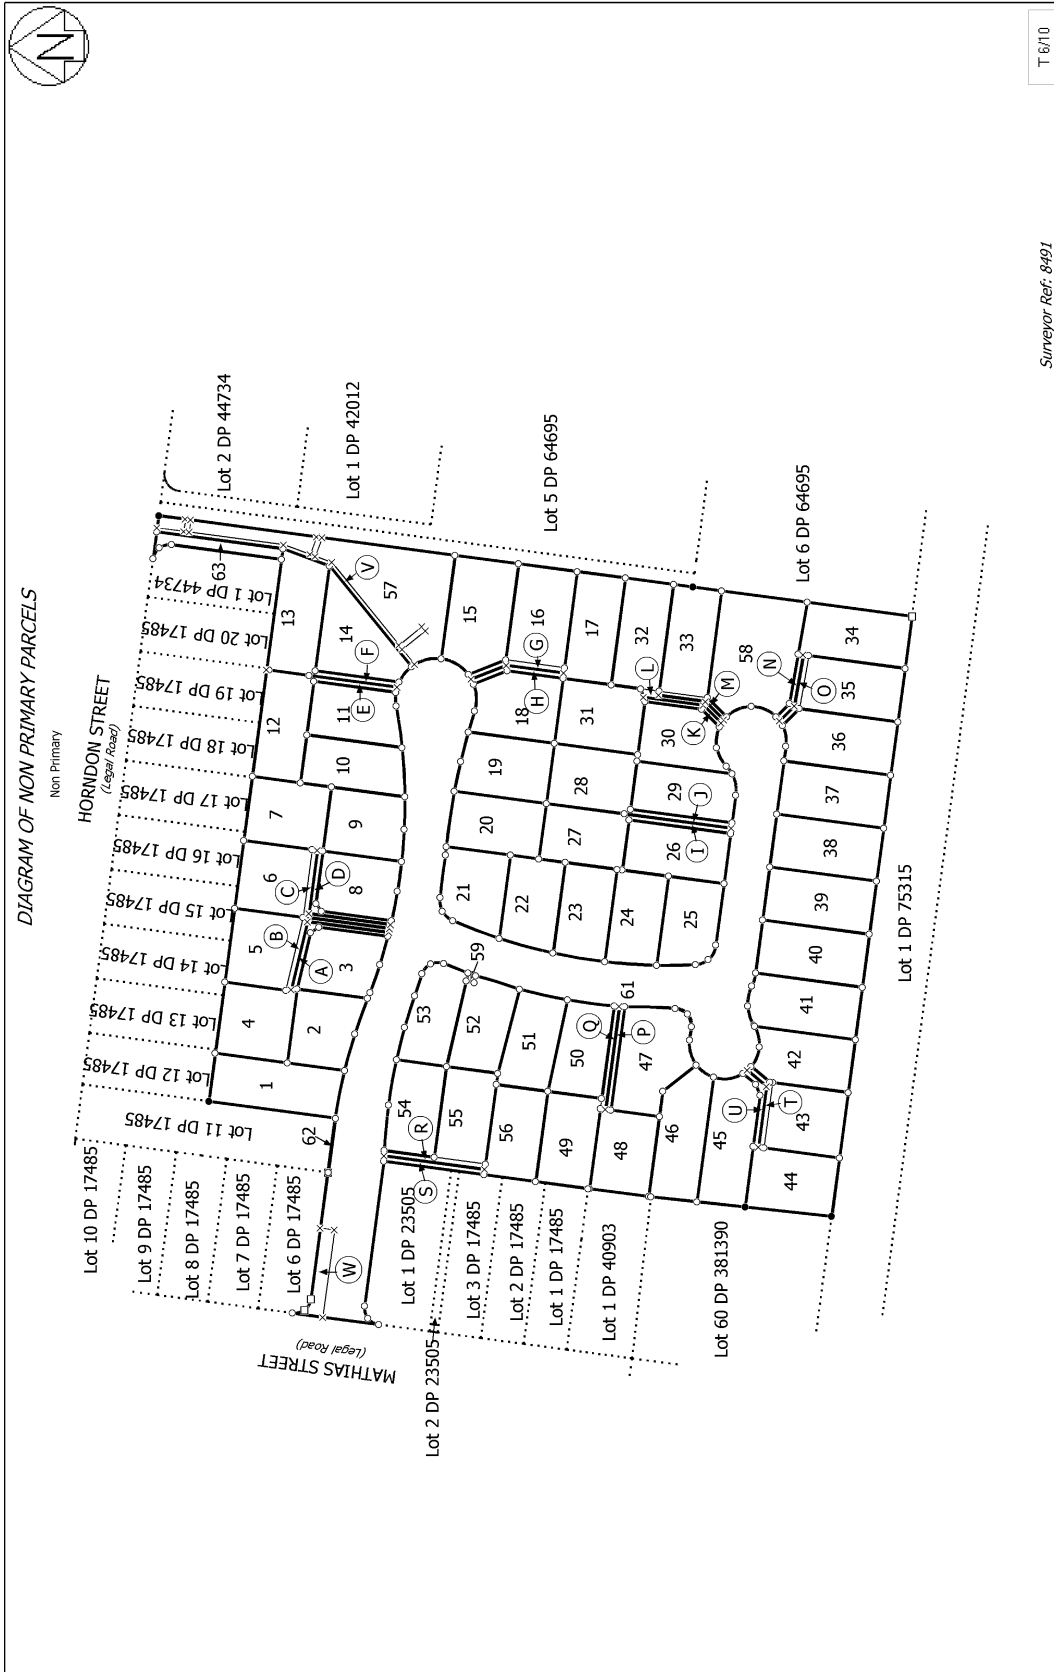 DIAGRAM OF NON PRIMARY PARCELS
Non Primary
N
T 6/10
HORNDON STREET
(Legal Road)
Lot 12 DP 17485
Lot 13 DP 17485
Lot 14 DP 17485
Lot 15 DP 17485
Lot 16 DP 17485
Lot 17 DP 17485
Lot 18 DP 17485
Lot 19 DP 17485
Lot 20 DP 17485
Lot 1 DP 44734
Lot 2 DP 44734
Lot 1 DP 42012
Lot 5 DP 64695
Lot 6 DP 64695
Lot 1 DP 75315
Lot 11 DP 17485
Lot 10 DP 17485
Lot 9 DP 17485
Lot 8 DP 17485
Lot 7 DP 17485
Lot 6 DP 17485
MATHIAS STREET
(Legal Road)
Lot 1 DP 23505
Lot 2 DP 23505
Lot 3 DP 17485
Lot 2 DP 17485
Lot 1 DP 17485
Lot 1 DP 40903
Lot 60 DP 381390
1
2
3
4
5
6
7
8
9
10
11
12
13
14
15
16
17
18
19
20
21
22
23
24
25
26
27
28
29
30
31
32
33
34
35
36
37
38
39
40
41
42
43
44
45
46
47
48
49
50
51
52
53
54
55
56
57
58
59
61
62
63
A
B
C
D
E
F
G
H
I
J
K
L
M
N
O
P
Q
R
S
T
U
V
W
Surveyor Ref: 8491